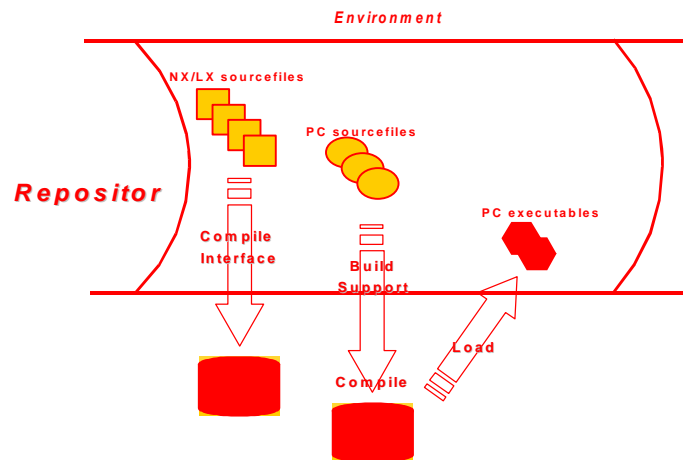 Environment
NX/LX sourcefiles
PC sourcefiles
Repositor
PC executables
Compile
Interface
Build
Support
Load
Compile